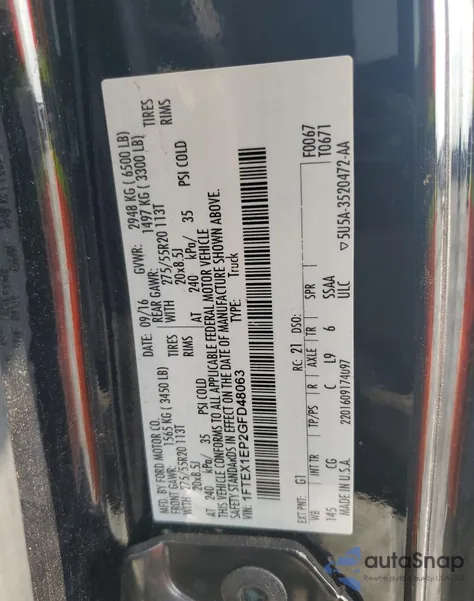 MFD. BY FORD MOTOR CO.
DATE: 09/16 GVWR: 2948 KG ( 6500 LB)
FRONT GAWR: 1565 KG ( 3450 LB) REAR GAWR: 1497 KG ( 3300 LB)
WITH 275/55R20 113T TIRES WITH 275/55R20 113T TIRES
20x8.5J RIMS 20x8.5J RIMS
AT 240 kPa/ 35 PSI COLD AT 240 kPa/ 35 PSI COLD
THIS VEHICLE CONFORMS TO ALL APPLICABLE FEDERAL MOTOR VEHICLE
SAFETY STANDARDS IN EFFECT ON THE DATE OF MANUFACTURE SHOWN ABOVE.
VIN: 1FTEX1EP2GFD48063 TYPE: Truck
F0067
T0671
EXT PNT: G1 RC: 21 DSO:
WB INT TR TP/PS R AXLE TR SPR
145 CG C L9 6 SSAA
ULC
MADE IN U.S.A. 2201609174U97
▽ 5U5A-3520472-AA
autoSnap